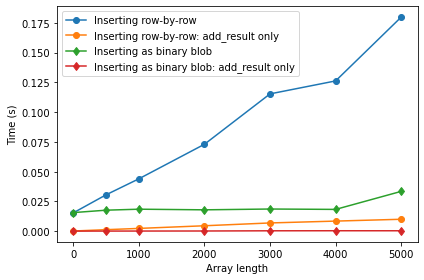 Inserting row-by-row
Inserting row-by-row: add_result only
Inserting as binary blob
Inserting as binary blob: add_result only
Time (s)
0.175
0.150
0.125
0.100
0.075
0.050
0.025
0.000
0 1000 2000 3000 4000 5000
Array length